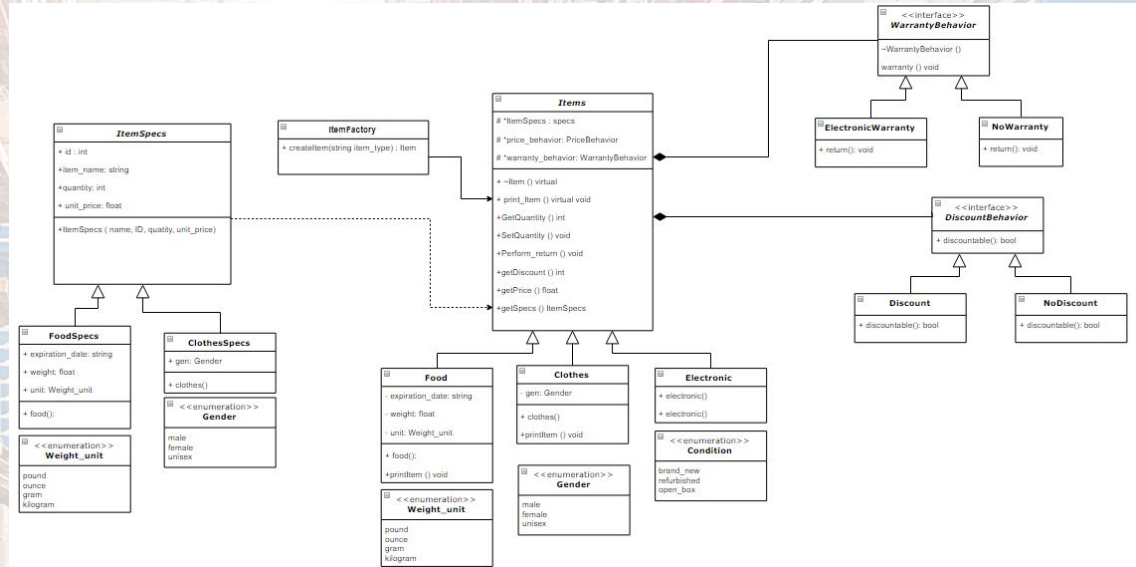 <<interface>>
WarrantyBehavior
~WarrantyBehavior ()
warranty () void
ElectronicWarranty
+ return(): void
NoWarranty
+ return(): void
ItemSpecs
+ id : int
+item_name: string
+quantity: int
+ unit_price: float
+ItemSpecs ( name, ID, quatity, unit_price)
ItemFactory
+ createItem(string item_type) : Item
Items
# *ItemSpecs : specs
# *price_behavior: PriceBehavior
# *warranty_behavior: WarrantyBehavior
+ ~Item () virtual
+ print_Item () virtual void
+GetQuantity () int
+SetQuantity () void
+Perform_return () void
+getDiscount () int
+getPrice () float
+getSpecs () ItemSpecs
<<interface>>
DiscountBehavior
+ discountable(): bool
Discount
+ discountable(): bool
NoDiscount
+ discountable(): bool
FoodSpecs
+ expiration_date: string
+ weight: float
+ unit: Weight_unit
+ food():
<<enumeration>>
Weight_unit
pound
ounce
gram
kilogram
ClothesSpecs
+ gen: Gender
+ clothes()
<<enumeration>>
Gender
male
female
unisex
Food
- expiration_date: string
- weight: float
- unit: Weight_unit
+ food():
+printItem () void
<<enumeration>>
Weight_unit
pound
ounce
gram
kilogram
Clothes
- gen: Gender
+ clothes()
+printItem () void
<<enumeration>>
Gender
male
female
unisex
Electronic
+ electronic()
+ electronic()
<<enumeration>>
Condition
brand_new
refurbished
open_box